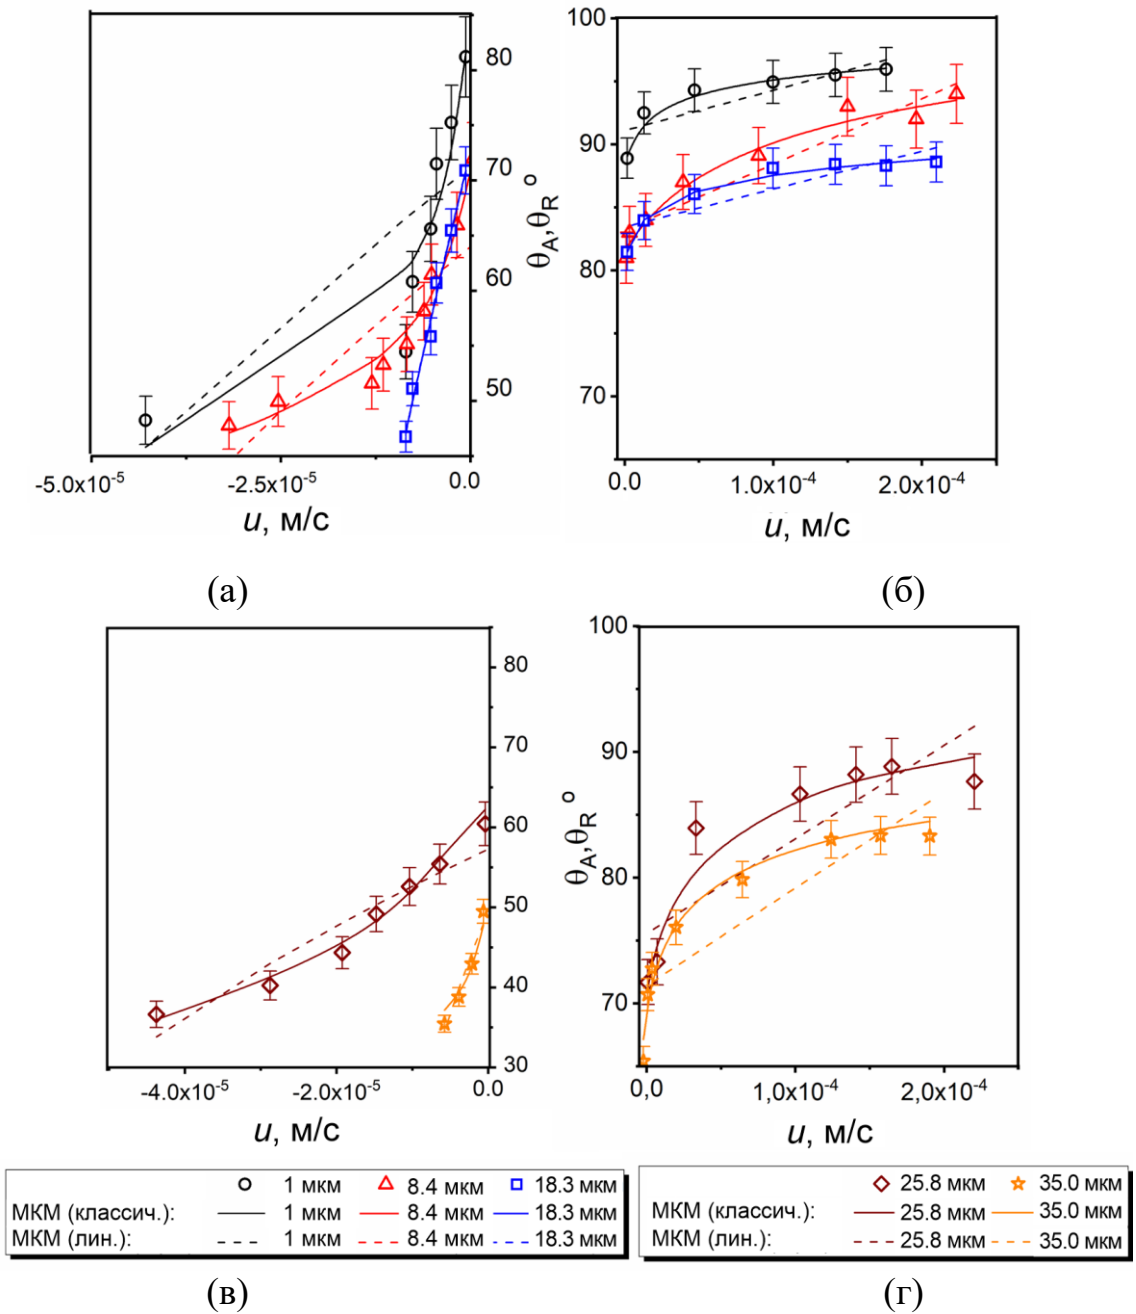 80
70
60
50
θA,θR o
-5.0x10-5
-2.5x10-5
0.0
u, м/с
(а)
100
90
80
70
0.0
1.0x10-4
2.0x10-4
u, м/с
(б)
80
70
60
50
40
30
-4.0x10-5
-2.0x10-5
0.0
u, м/с
100
90
80
70
θA,θR o
0,0
1,0x10-4
2,0x10-4
u, м/с
1 мкм 8.4 мкм 18.3 мкм
МКМ (классич.): 1 мкм 8.4 мкм 18.3 мкм
МКМ (лин.): 1 мкм 8.4 мкм 18.3 мкм
25.8 мкм 35.0 мкм
МКМ (классич.): 25.8 мкм 35.0 мкм
МКМ (лин.): 25.8 мкм 35.0 мкм
(в)
(г)